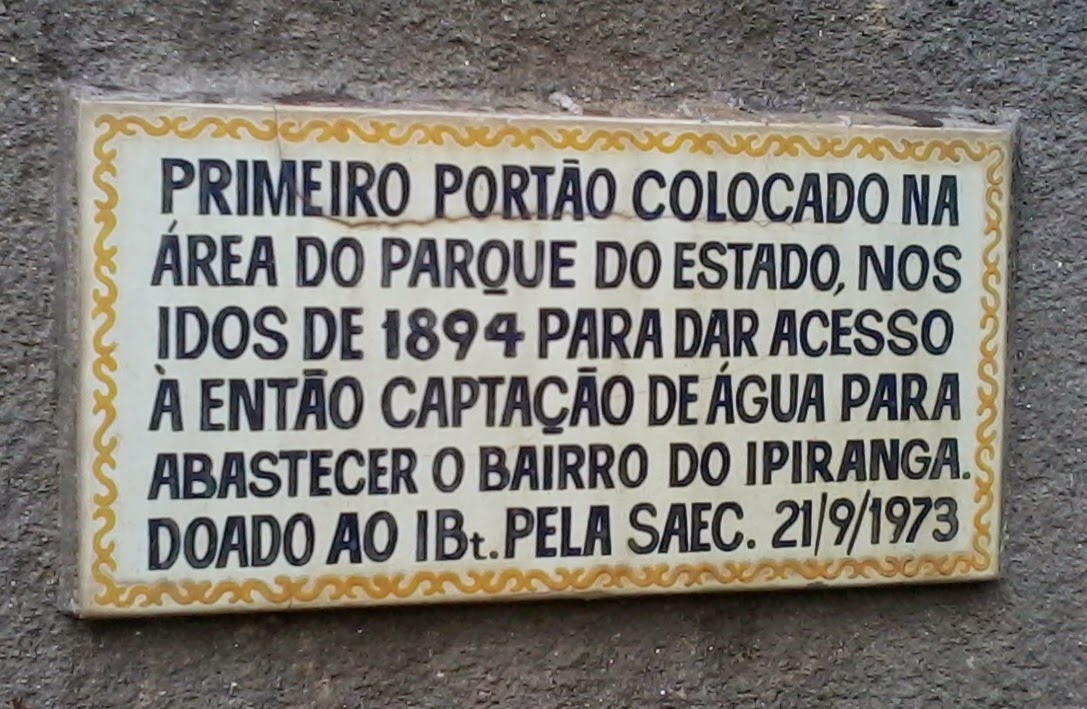 PRIMEIRO PORTÃO COLOCADO NA
ÁREA DO PARQUE DO ESTADO, NOS
IDOS DE 1894 PARA DAR ACESSO
À ENTÃO CAPTAÇÃO DE ÁGUA PARA
ABASTECER O BAIRRO DO IPIRANGA.
DOADO AO IBt. PELA SAEC. 21/9/1973